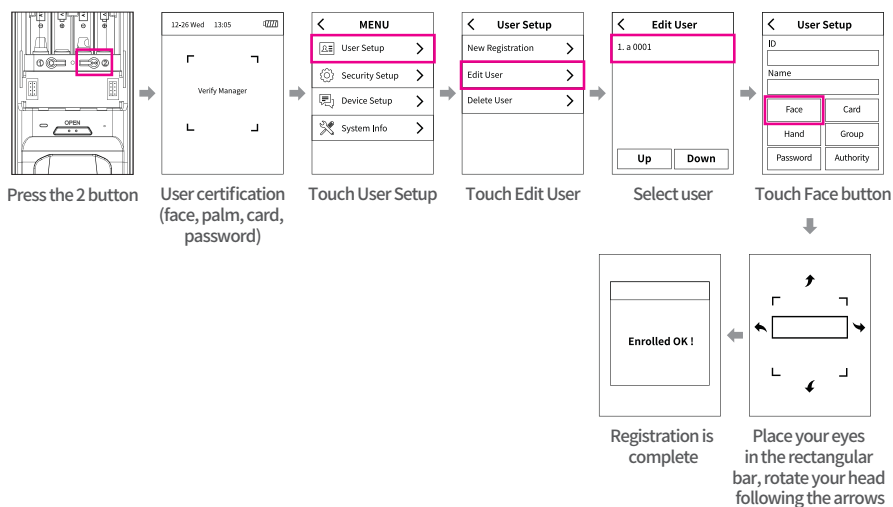 ① ②
OPEN
Press the 2 button
12-26 Wed 13:05
Verify Manager
User certification
(face, palm, card,
password)
MENU
User Setup
Security Setup
Device Setup
System Info
Touch User Setup
User Setup
New Registration
Edit User
Delete User
Touch Edit User
Edit User
1. a 0001
Up Down
Select user
User Setup
ID
Name
Face Card
Hand Group
Password Authority
Touch Face button
Place your eyes
in the rectangular
bar, rotate your head
following the arrows
Enrolled OK !
Registration is
complete